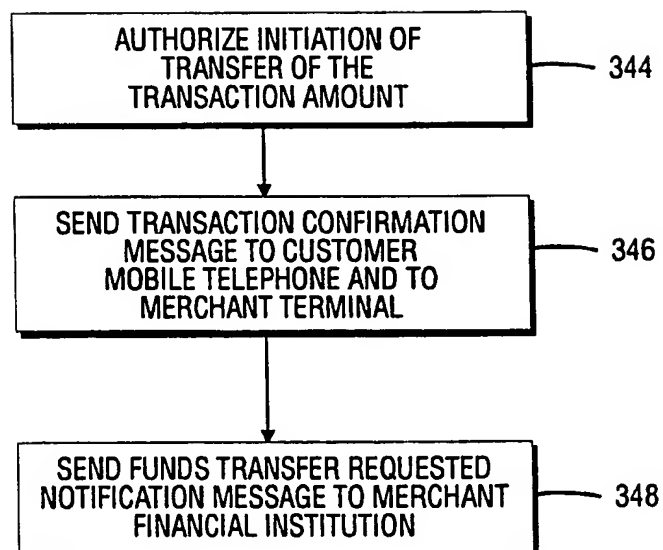 AUTHORIZE INITIATION OF
TRANSFER OF THE
TRANSACTION AMOUNT
344
SEND TRANSACTION CONFIRMATION
MESSAGE TO CUSTOMER
MOBILE TELEPHONE AND TO
MERCHANT TERMINAL
346
SEND FUNDS TRANSFER REQUESTED
NOTIFICATION MESSAGE TO MERCHANT
FINANCIAL INSTITUTION
348